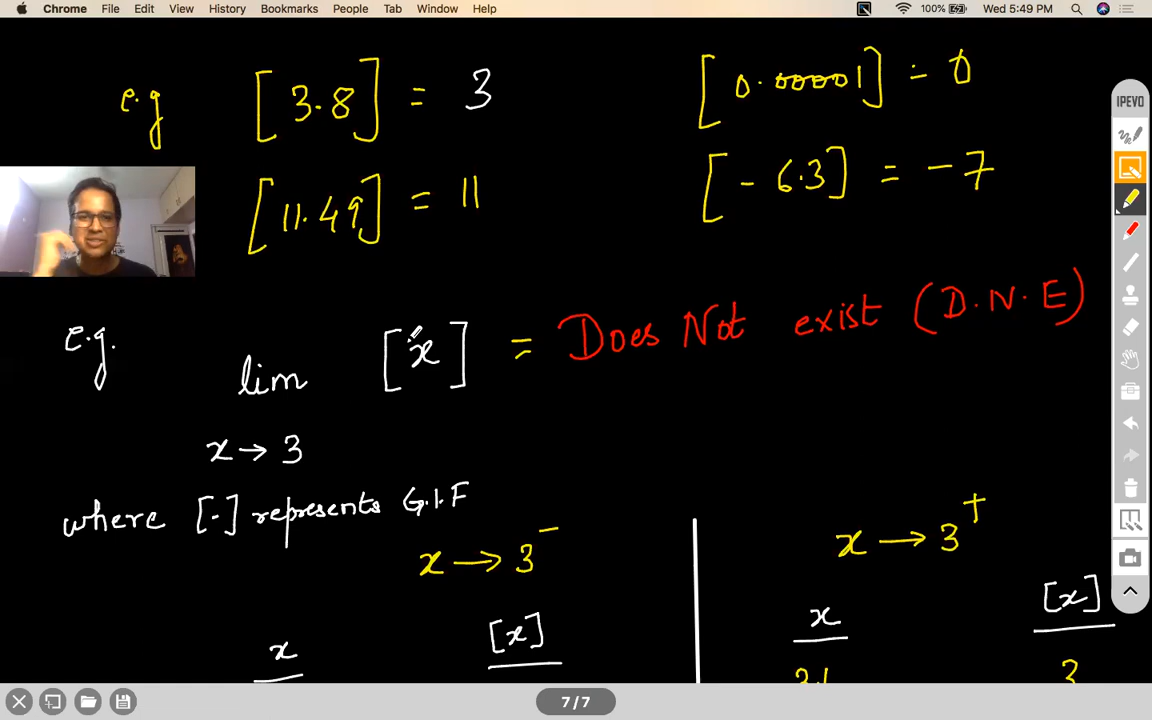 Chrome File Edit View History Bookmarks People Tab Window Help 100% Wed 5:49 PM
e.g [3.8] = 3 [0.00001] = 0
[11.49] = 11 [-6.3] = -7
IPEVO
e.g. lim [x] = Does Not exist (D.N.E)
x → 3
where [.] represents G.I.F
x → 3⁻ x → 3⁺
x [x] x [x]
3.1 3
7 / 7